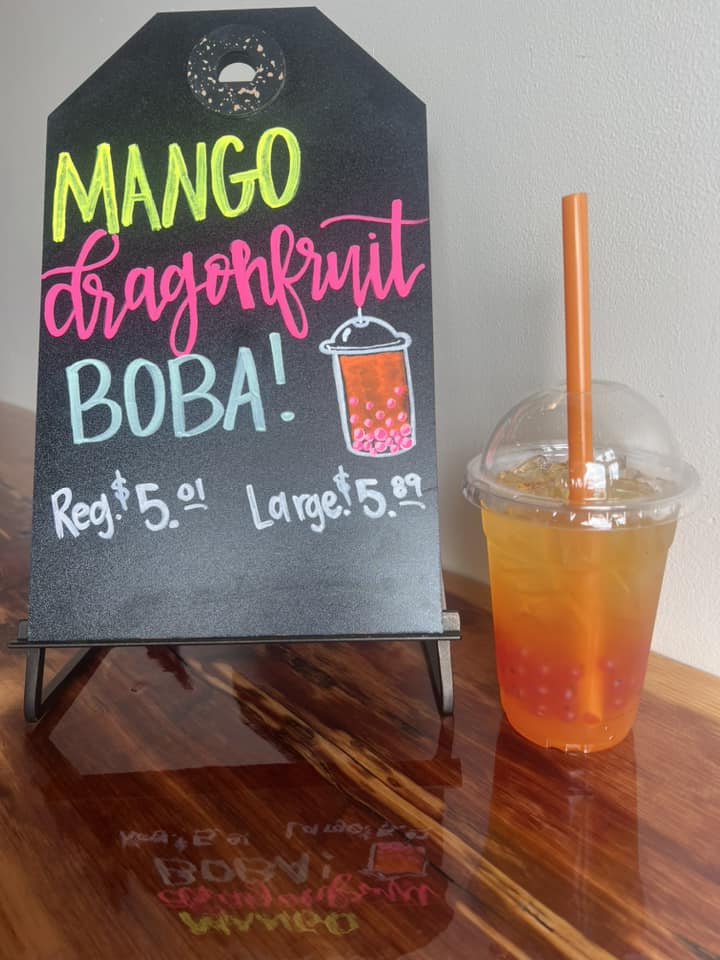 MANGO
dragonfruit
BOBA!
Reg: $5.01 Large: $5.89